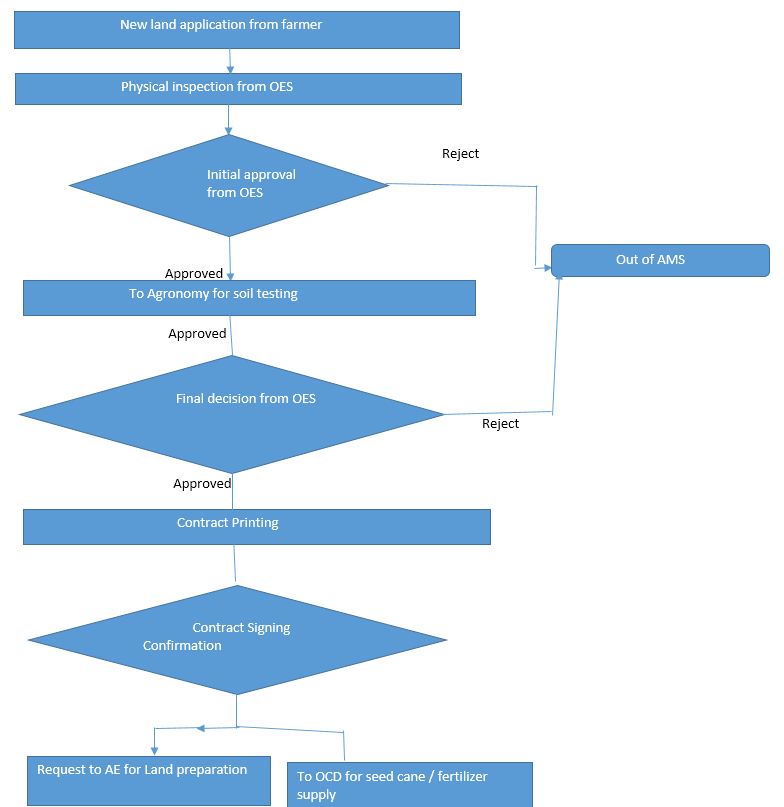 New land application from farmer
Physical inspection from OES
Reject
Initial approval
from OES
Out of AMS
Approved
To Agronomy for soil testing
Approved
Final decision from OES
Reject
Approved
Contract Printing
Contract Signing
Confirmation
Request to AE for Land preparation
To OCD for seed cane / fertilizer
supply